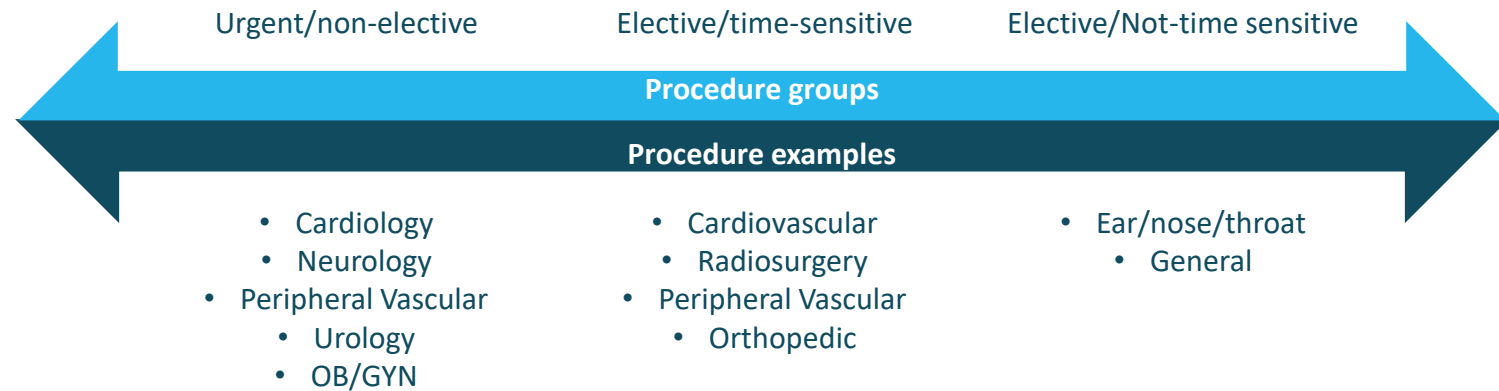 Urgent/non-elective
Elective/time-sensitive
Elective/Not-time sensitive
Procedure groups
Procedure examples
• Cardiology
• Neurology
• Peripheral Vascular
• Urology
• OB/GYN
• Cardiovascular
• Radiosurgery
• Peripheral Vascular
• Orthopedic
• Ear/nose/throat
• General